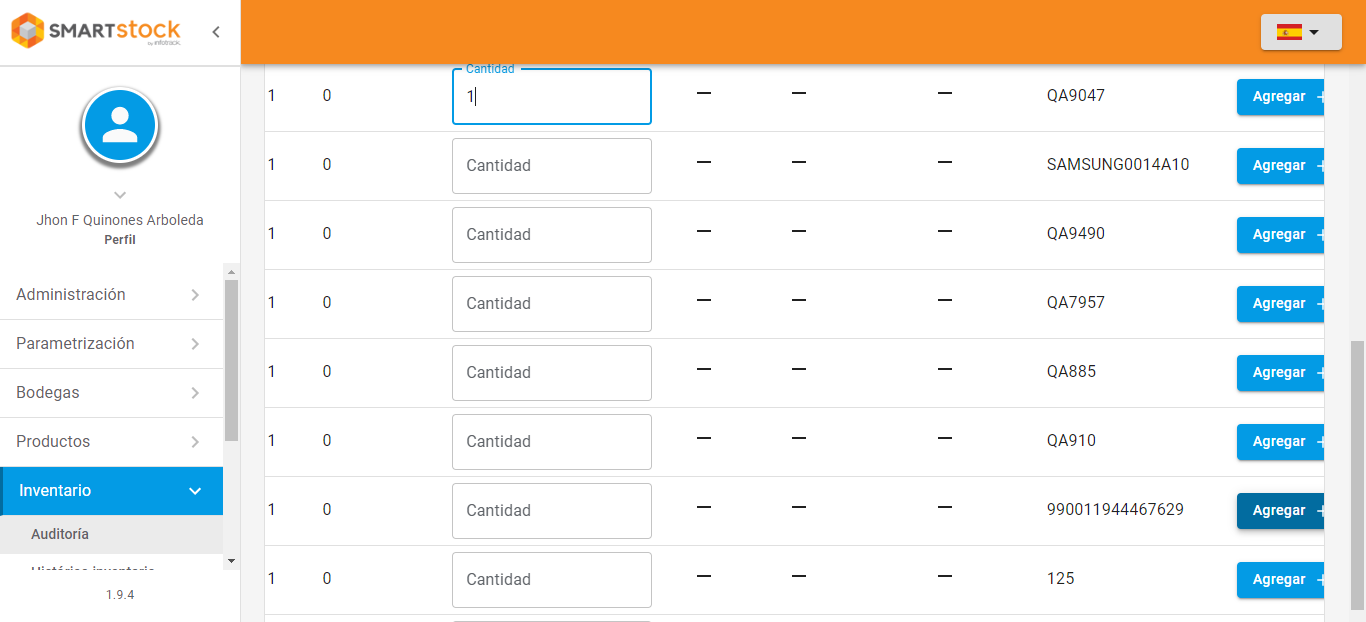 SMARTstock
by infotrack.
Jhon F Quinones Arboleda
Perfil
Administración
Parametrización
Bodegas
Productos
Inventario
Auditoría
Histórico inventario
1.9.4
Cantidad
1 0 1 — — — QA9047 Agregar +
1 0 Cantidad — — — SAMSUNG0014A10 Agregar +
1 0 Cantidad — — — QA9490 Agregar +
1 0 Cantidad — — — QA7957 Agregar +
1 0 Cantidad — — — QA885 Agregar +
1 0 Cantidad — — — QA910 Agregar +
1 0 Cantidad — — — 990011944467629 Agregar +
1 0 Cantidad — — — 125 Agregar +